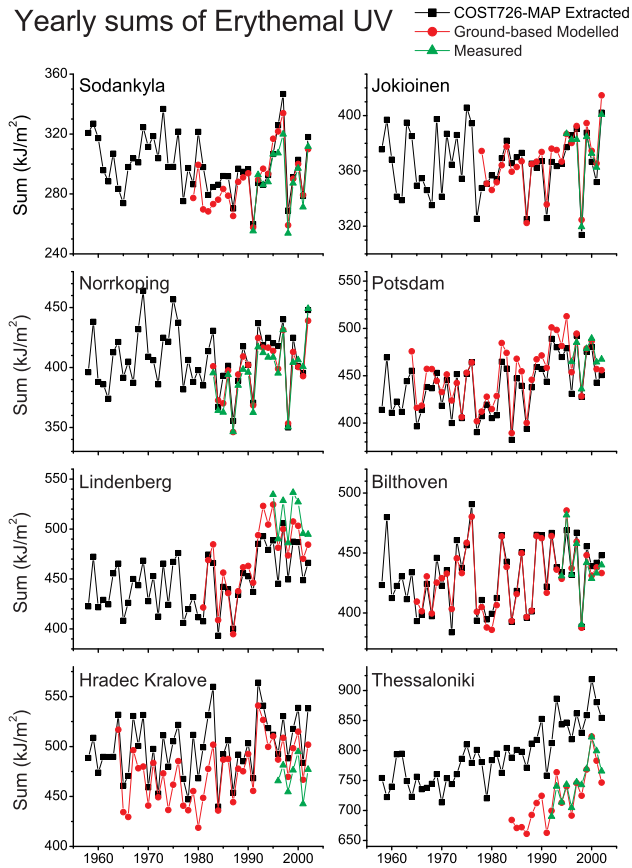 Yearly sums of Erythemal UV
COST726-MAP Extracted
Ground-based Modelled
Measured
Sodankyla
Sum (kJ/m²)
360
320
280
240
Jokioinen
400
360
320
Norrkoping
Sum (kJ/m²)
450
400
350
Potsdam
550
500
450
400
Lindenberg
Sum (kJ/m²)
550
500
450
400
Bilthoven
500
450
400
Hradec Kralove
Sum (kJ/m²)
550
500
450
400
1960 1970 1980 1990 2000
Thessaloniki
900
850
800
750
700
650
1960 1970 1980 1990 2000